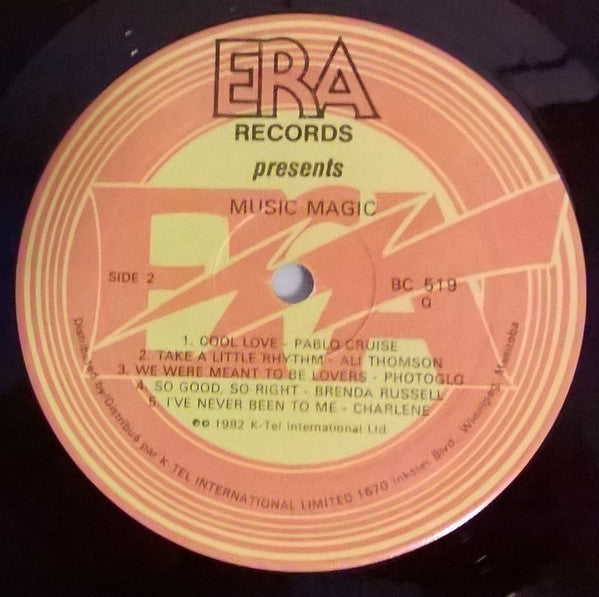 ERA
RECORDS
presents
MUSIC MAGIC
ERA
SIDE 2
BC 519
Q
1. COOL LOVE - PABLO CRUISE
2. TAKE A LITTLE RHYTHM - ALI THOMSON
3. WE WERE MEANT TO BE LOVERS - PHOTOGLO
4. SO GOOD, SO RIGHT - BRENDA RUSSELL
5. I'VE NEVER BEEN TO ME - CHARLENE
℗© 1982 K-Tel International Ltd.
Distributed by/Distribué par K-TEL INTERNATIONAL LIMITED 1670 Inkster Blvd. Winnipeg Manitoba